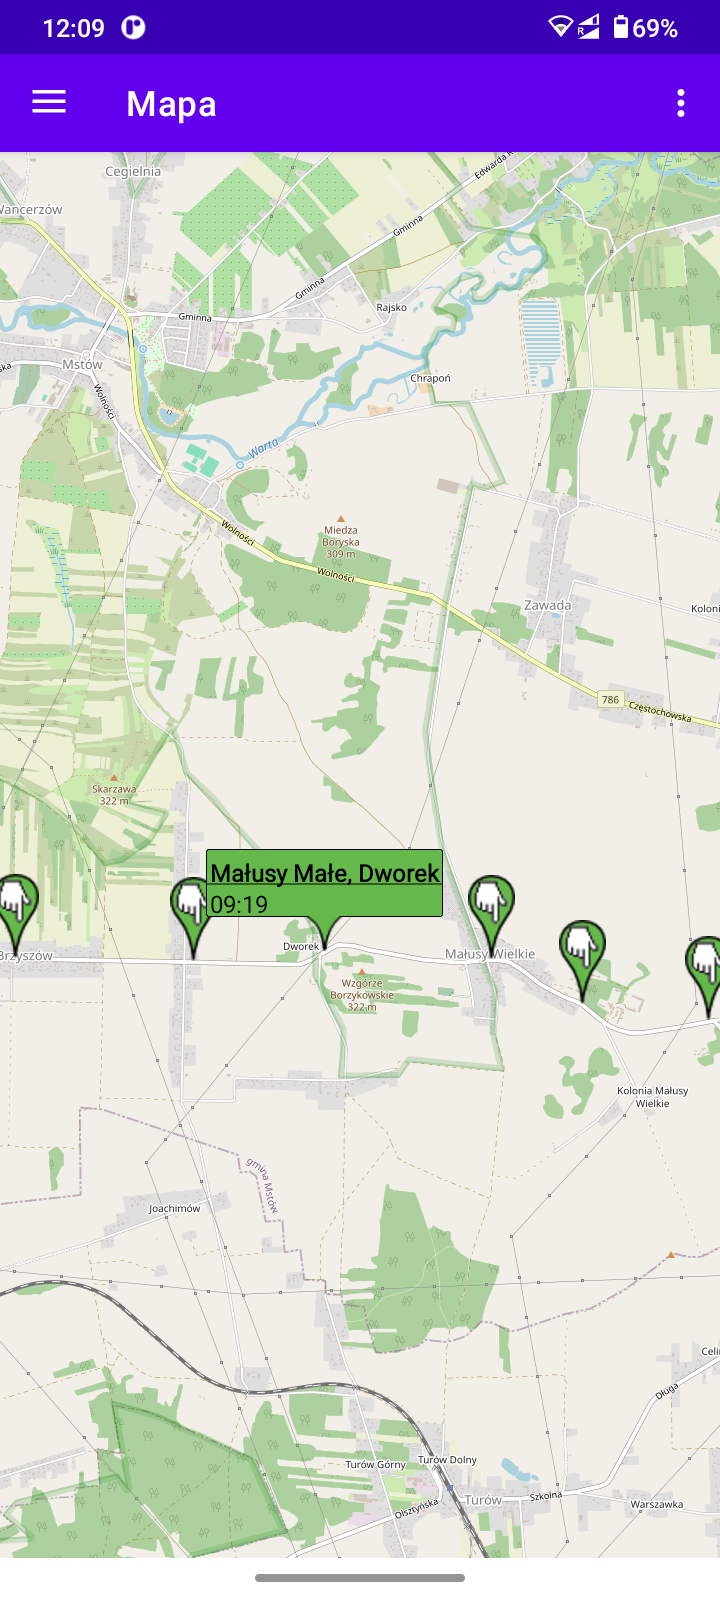 12:09
R
69%
Mapa
Cegielnia
Wancerzów
Edwarda R
Gminna
Gminna
Gminna
Rajsko
Mstów
Chrapoń
Wolności
Warta
Wolności
Miedza
Boryska
309 m
Wolności
Zawada
Koloni
786
Częstochowska
Skarzawa
322 m
Małusy Małe, Dworek
09:19
Brzyszów
Dworek
Małusy Wielkie
Wzgórze
Borzykowskie
322 m
Kolonia Małusy
Wielkie
gmina Mstów
Joachimów
Celi
Długa
Turów Górny
Turów Dolny
Olsztyńska
Turów
Szkolna
Warszawka